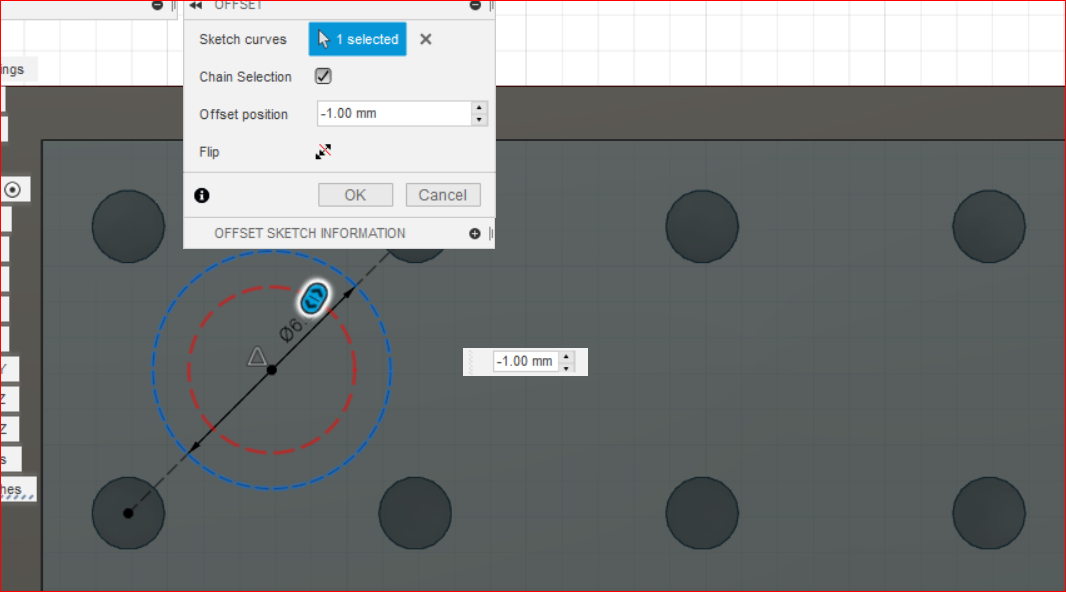 OFFSET
Sketch curves 1 selected
ngs
Chain Selection
Offset position -1.00 mm
Flip
OK Cancel
OFFSET SKETCH INFORMATION
Ø6.
-1.00 mm
Y
Z
Z
s
nes